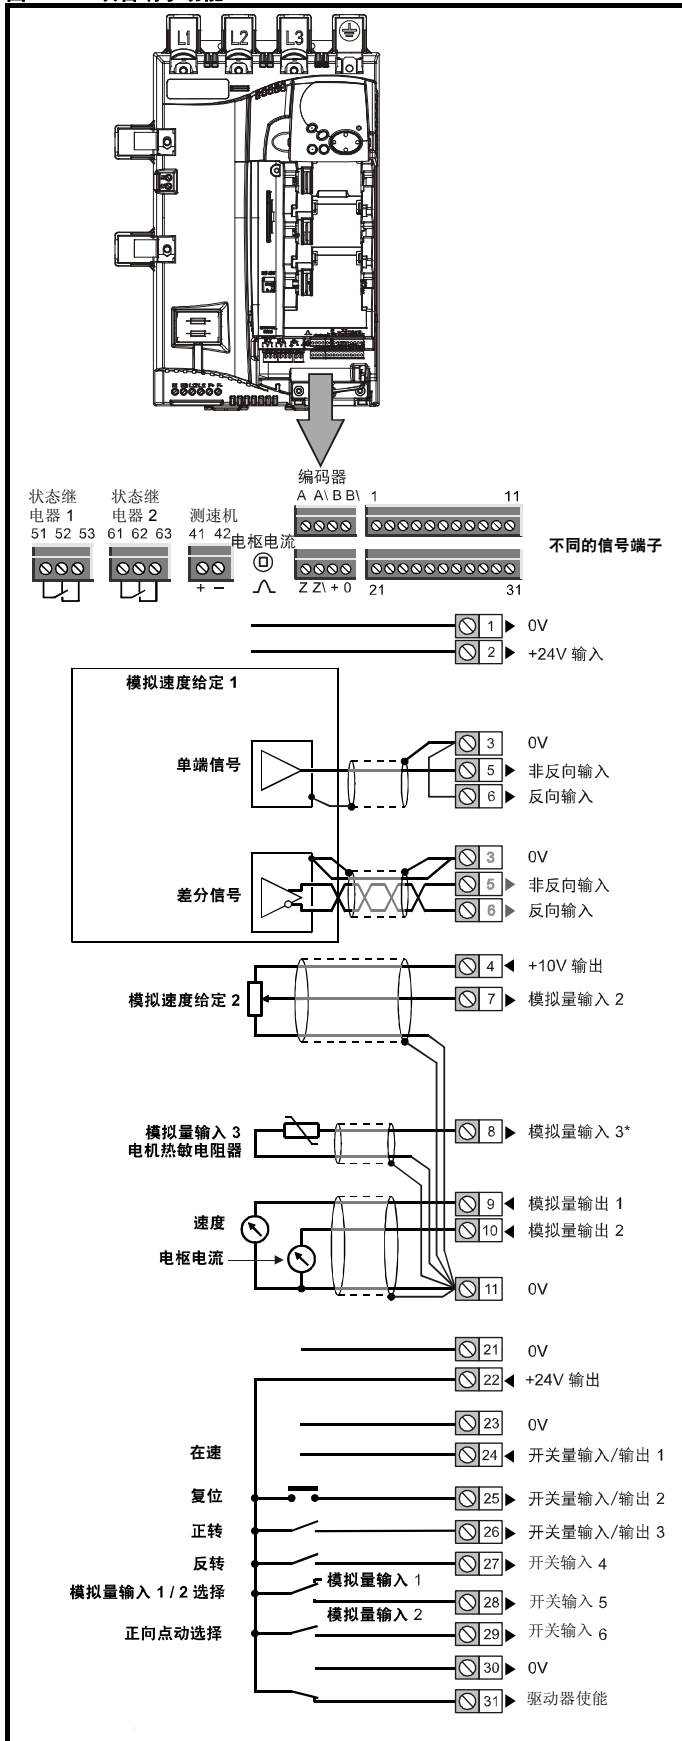 L1 L2 L3
编码器
A A\ B B\ 1 11
状态继电器 1
51 52 53
状态继电器 2
61 62 63
测速机
41 42
+ −
电枢电流
Z Z\ + 0 21 31
不同的信号端子
1 0V
2 +24V 输入
模拟速度给定 1
单端信号
3 0V
5 非反向输入
6 反向输入
差分信号
3 0V
5 非反向输入
6 反向输入
模拟速度给定 2
4 +10V 输出
7 模拟量输入 2
模拟量输入 3
电机热敏电阻器
8 模拟量输入 3*
速度
9 模拟量输出 1
10 模拟量输出 2
电枢电流
11 0V
21 0V
22 +24V 输出
23 0V
在速
24 开关量输入/输出 1
复位
25 开关量输入/输出 2
正转
26 开关量输入/输出 3
反转
27 开关输入 4
模拟量输入 1 / 2 选择
模拟量输入 1
28 开关输入 5
模拟量输入 2
正向点动选择
29 开关输入 6
30 0V
31 驱动器使能